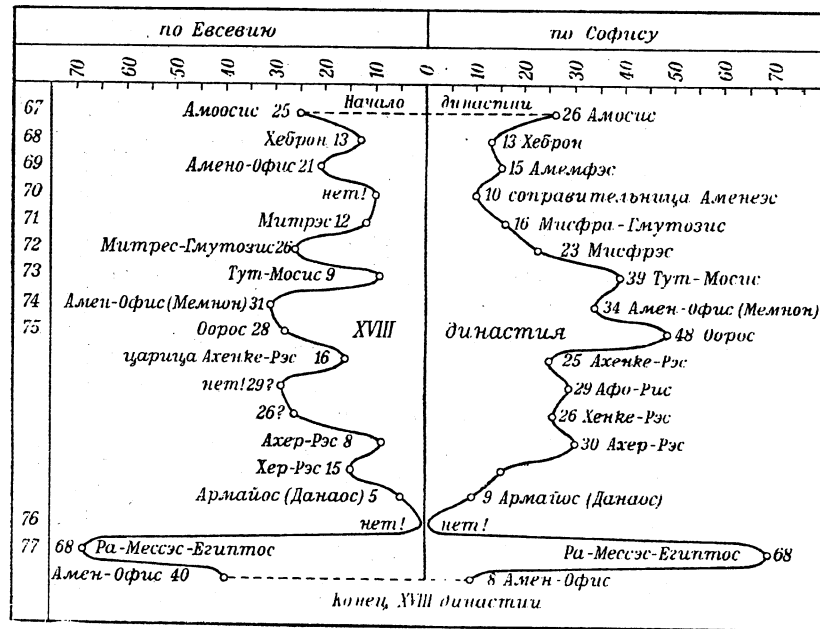 по Евсевию по Софису
70 50 40 30 20 10 0 10 20 30 40 50 60 70 80
67 Амоосис 25 Начало династии 26 Амосис
68 Хеброн 13 13 Хеброн
69 Амено-Офис 21 15 Амемфэс
70 нет! 10 соправительница Аменсэс
71 Митрэс 12 16 Мисфра-Гмутозис
72 Митрес-Гмутозис 26 23 Мисфрэс
73 Тут-Мосис 9 39 Тут-Мосис
74 Амен-Офис (Мемнон) 31 34 Амен-Офис (Мемнон)
75 Оорос 28 XVIII династия 48 Оорос
царица Ахенке-Рэс 16 25 Ахенке-Рэс
нет! 29? 29 Афо-Рис
26? 26 Хенке-Рэс
Ахер-Рэс 8 30 Ахер-Рэс
Хер-Рэс 15
Армайос (Данаос) 5 9 Армайос (Данаос)
76 нет! нет!
77 68 Ра-Мессэс-Египтос Ра-Мессэс-Египтос 68
Амен-Офис 40 8 Амен-Офис
Конец XVIII династии